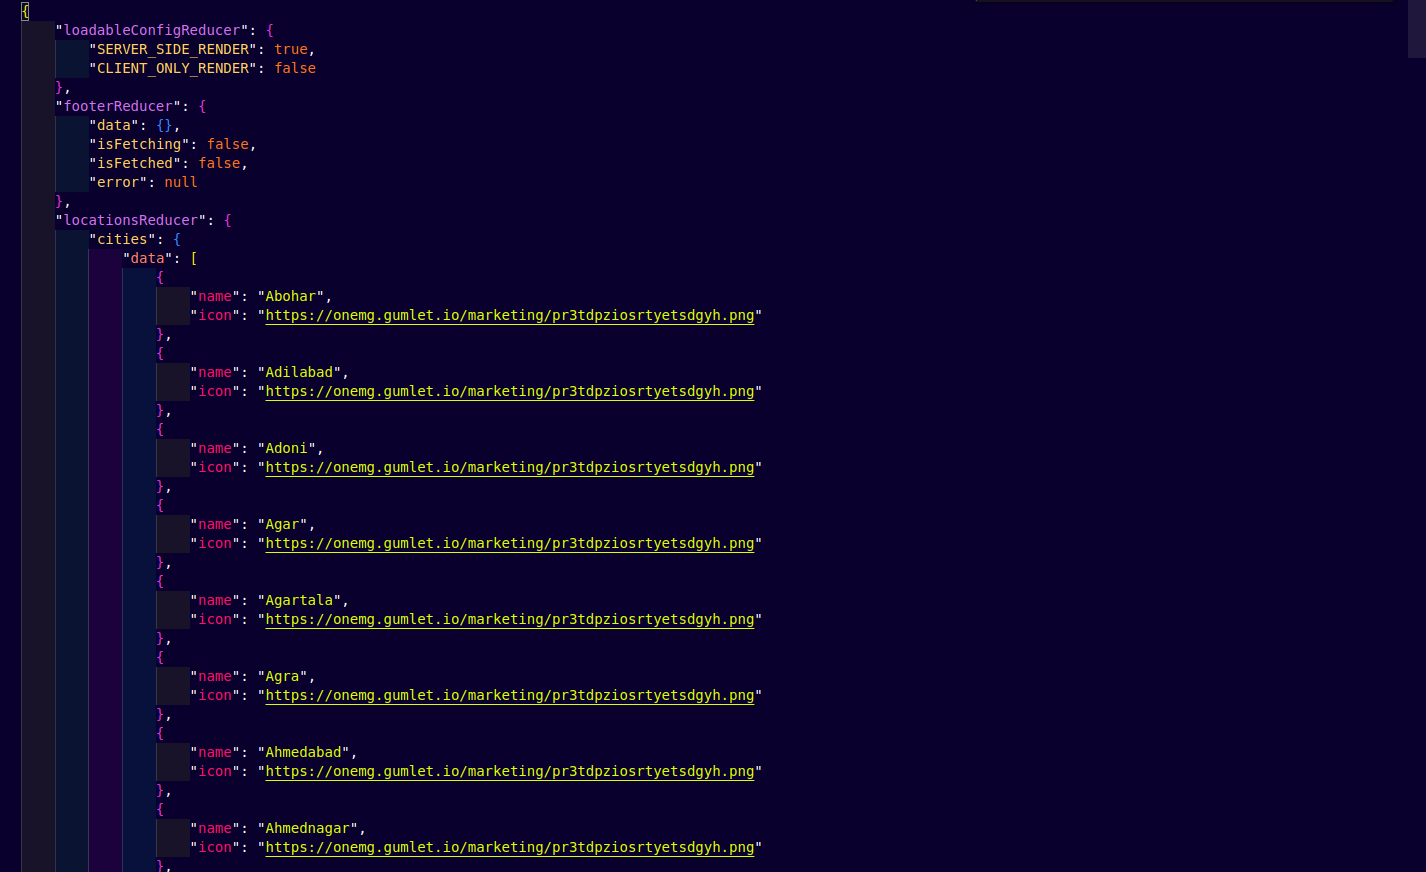 {
"loadableConfigReducer": {
"SERVER_SIDE_RENDER": true,
"CLIENT_ONLY_RENDER": false
},
"footerReducer": {
"data": {},
"isFetching": false,
"isFetched": false,
"error": null
},
"locationsReducer": {
"cities": {
"data": [
{
"name": "Abohar",
"icon": "https://onemg.gumlet.io/marketing/pr3tdpziosrtyetsdgyh.png"
},
{
"name": "Adilabad",
"icon": "https://onemg.gumlet.io/marketing/pr3tdpziosrtyetsdgyh.png"
},
{
"name": "Adoni",
"icon": "https://onemg.gumlet.io/marketing/pr3tdpziosrtyetsdgyh.png"
},
{
"name": "Agar",
"icon": "https://onemg.gumlet.io/marketing/pr3tdpziosrtyetsdgyh.png"
},
{
"name": "Agartala",
"icon": "https://onemg.gumlet.io/marketing/pr3tdpziosrtyetsdgyh.png"
},
{
"name": "Agra",
"icon": "https://onemg.gumlet.io/marketing/pr3tdpziosrtyetsdgyh.png"
},
{
"name": "Ahmedabad",
"icon": "https://onemg.gumlet.io/marketing/pr3tdpziosrtyetsdgyh.png"
},
{
"name": "Ahmednagar",
"icon": "https://onemg.gumlet.io/marketing/pr3tdpziosrtyetsdgyh.png"
},